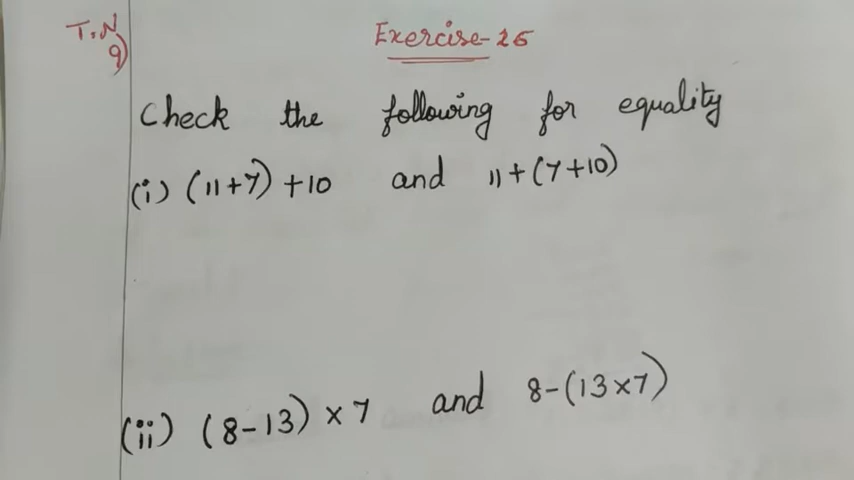 T.N Exercise-26
9)
Check the following for equality
(i) (11+7)+10 and 11+(7+10)
(ii) (8-13)×7 and 8-(13×7)